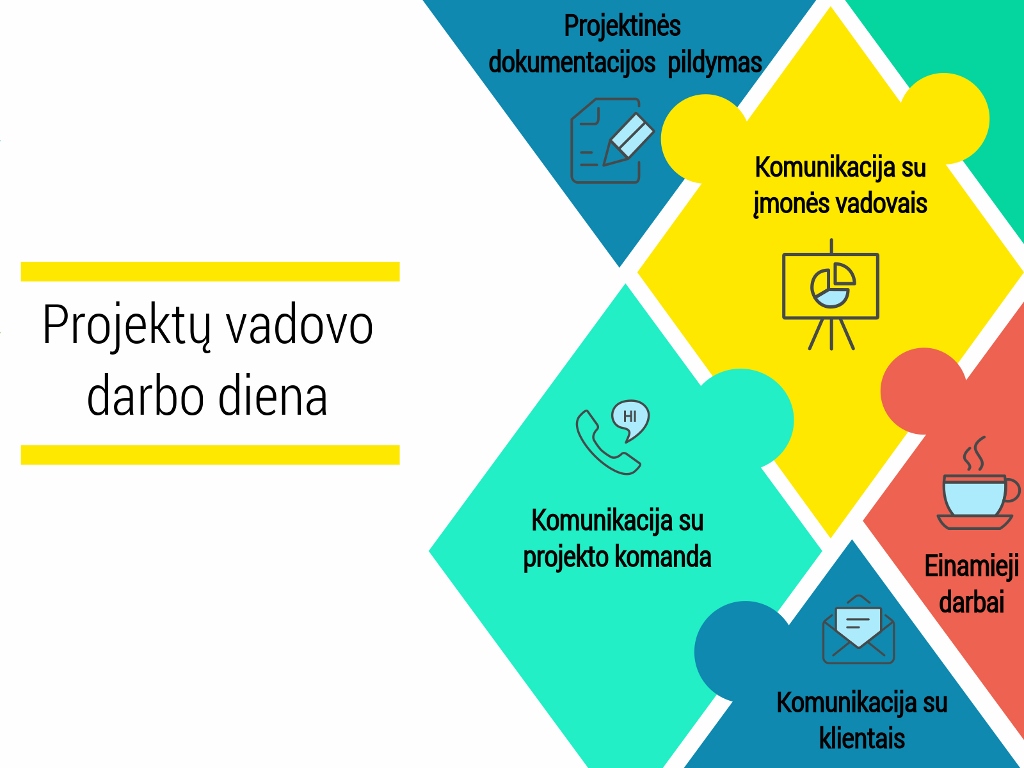 Projektų vadovo
darbo diena
Projektinės
dokumentacijos pildymas
Komunikacija su
įmonės vadovais
HI
Komunikacija su
projekto komanda
Einamieji
darbai
Komunikacija su
klientais